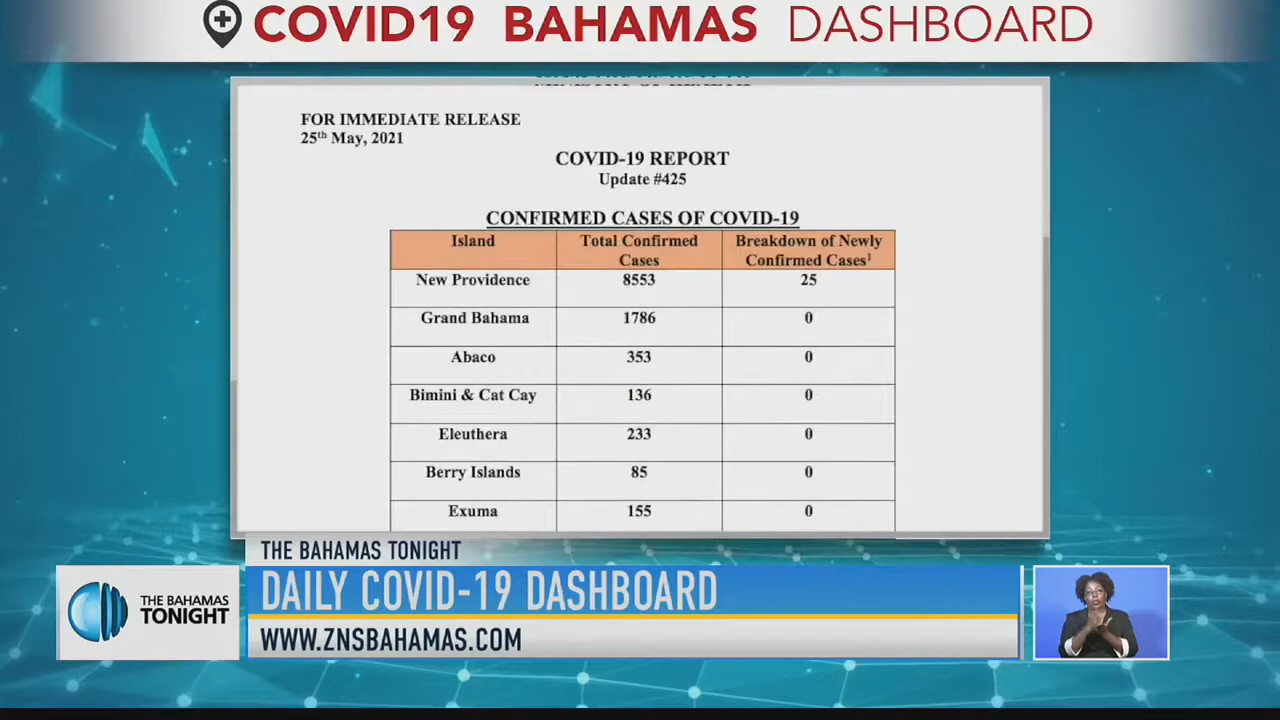 COVID19 BAHAMAS DASHBOARD
FOR IMMEDIATE RELEASE
25th May, 2021
COVID-19 REPORT
Update #425
CONFIRMED CASES OF COVID-19
Island Total Confirmed Cases Breakdown of Newly Confirmed Cases¹
New Providence 8553 25
Grand Bahama 1786 0
Abaco 353 0
Bimini & Cat Cay 136 0
Eleuthera 233 0
Berry Islands 85 0
Exuma 155 0
THE BAHAMAS TONIGHT
DAILY COVID-19 DASHBOARD
WWW.ZNSBAHAMAS.COM
THE BAHAMAS
TONIGHT